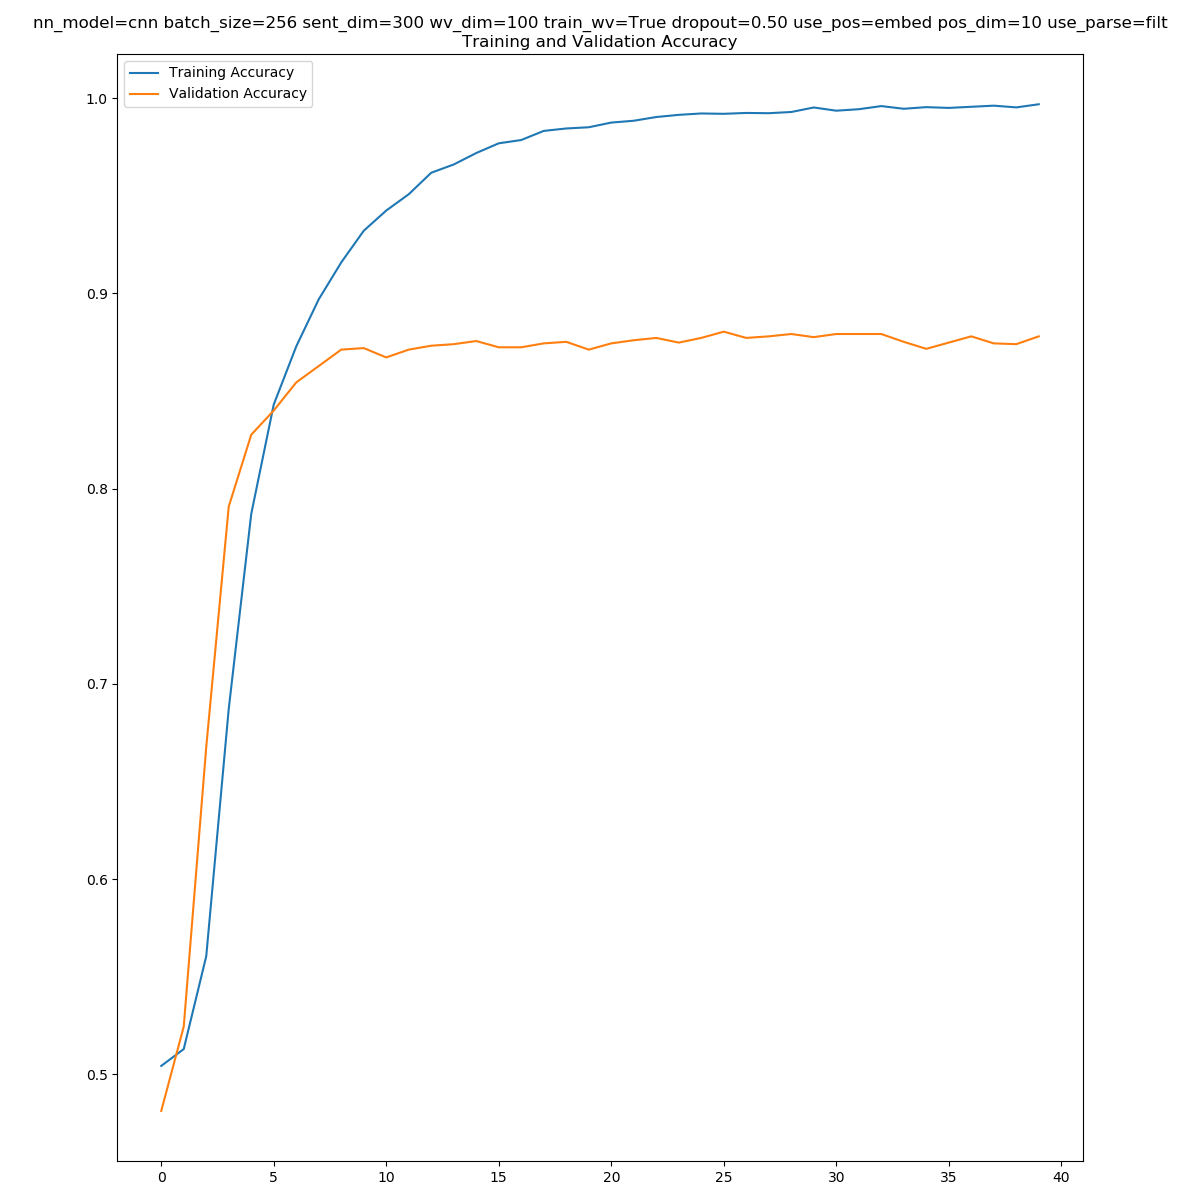 nn_model=cnn batch_size=256 sent_dim=300 wv_dim=100 train_wv=True dropout=0.50 use_pos=embed pos_dim=10 use_parse=filt
Training and Validation Accuracy
Training Accuracy
Validation Accuracy
1.0
0.9
0.8
0.7
0.6
0.5
0 5 10 15 20 25 30 35 40